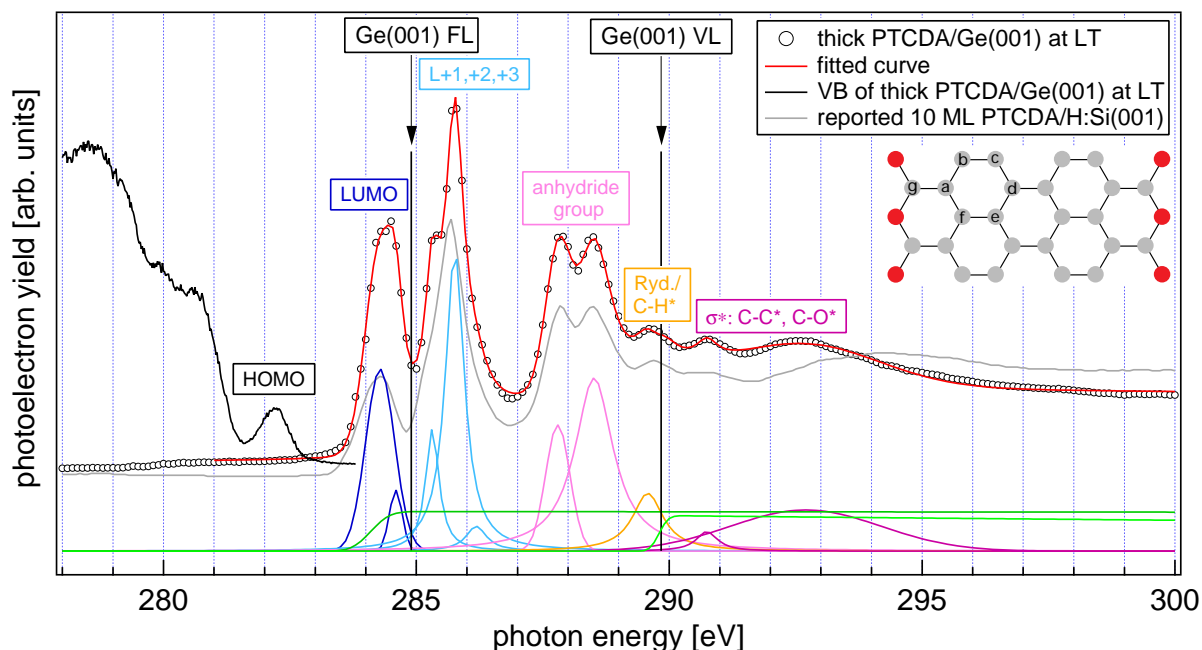 Ge(001) FL
Ge(001) VL
thick PTCDA/Ge(001) at LT
fitted curve
VB of thick PTCDA/Ge(001) at LT
reported 10 ML PTCDA/H:Si(001)
L+1,+2,+3
LUMO
anhydride
group
HOMO
Ryd./
C-H*
σ*: C-C*, C-O*
b
c
g
a
d
f
e
photoelectron yield [arb. units]
280
285
290
295
300
photon energy [eV]